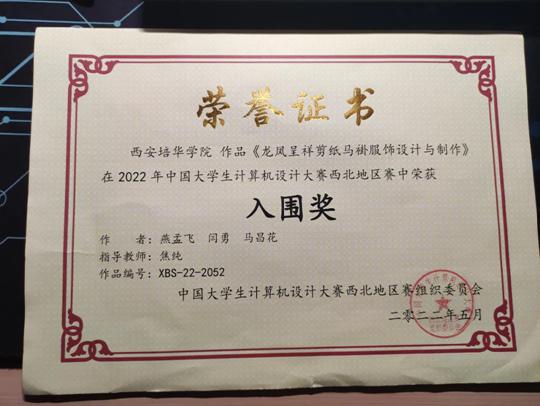 荣誉证书
西安培华学院 作品《龙凤呈祥剪纸马褂服饰设计与制作》
在 2022 年中国大学生计算机设计大赛西北地区赛中荣获
入围奖
作 者：燕孟飞 闫勇 马昌花
指导教师：焦纯
作品编号：XBS-22-2052
中国大学生计算机设计大赛西北地区赛组织委员会
二〇二二年五月